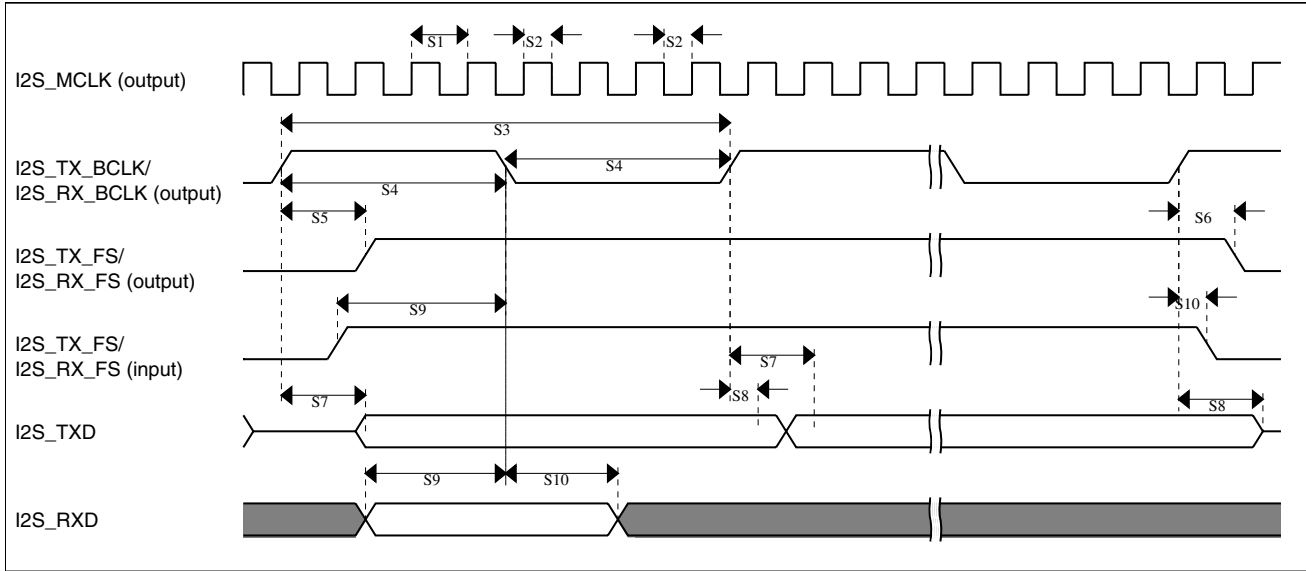 S1 S2 S2
I2S_MCLK (output)
S3
I2S_TX_BCLK/
I2S_RX_BCLK (output)
S4
S4
S5
S6
I2S_TX_FS/
I2S_RX_FS (output)
S9
S10
I2S_TX_FS/
I2S_RX_FS (input)
S7
S7
S8
S8
I2S_TXD
S9
S10
I2S_RXD